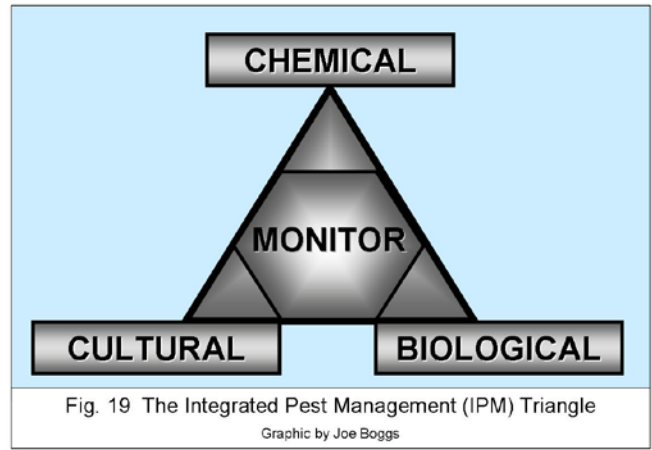 CHEMICAL
MONITOR
CULTURAL
BIOLOGICAL
Fig. 19 The Integrated Pest Management (IPM) Triangle
Graphic by Joe Boggs